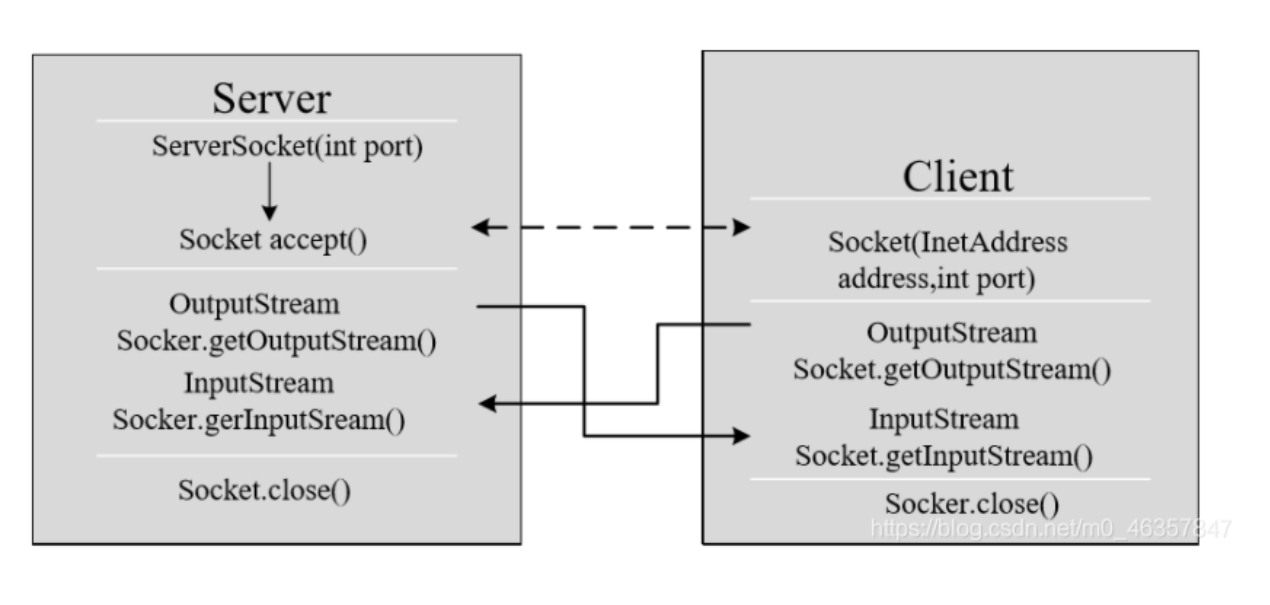 Server
ServerSocket(int port)
Socket accept()
OutputStream
Socker.getOutputStream()
InputStream
Socker.gerInputSream()
Socket.close()
Client
Socket(InetAddress
address,int port)
OutputStream
Socket.getOutputStream()
InputStream
Socket.getInputStream()
Socker.close()
https://blog.csdn.net/m0_46357847